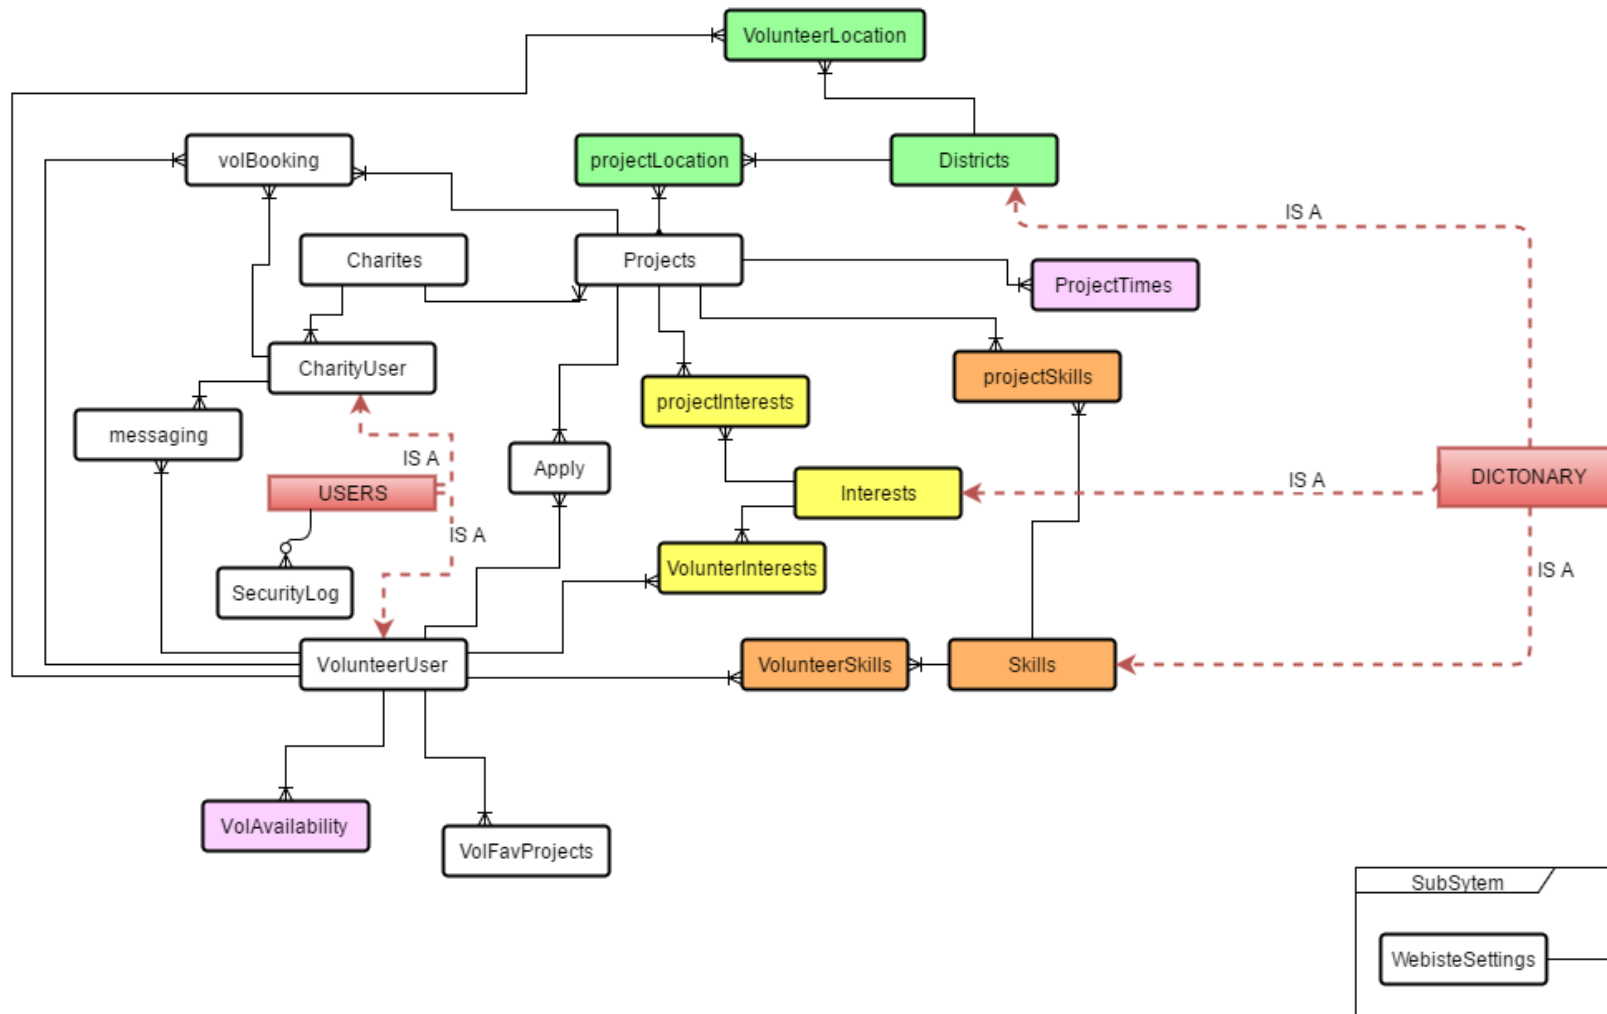 VolunteerLocation
volBooking
projectLocation
Districts
IS A
Charites
Projects
ProjectTimes
CharityUser
projectSkills
projectInterests
messaging
IS A
Apply
USERS
Interests
IS A
DICTONARY
IS A
VolunterInterests
IS A
SecurityLog
VolunteerUser
VolunteerSkills
Skills
VolAvailability
VolFavProjects
SubSytem
WebisteSettings